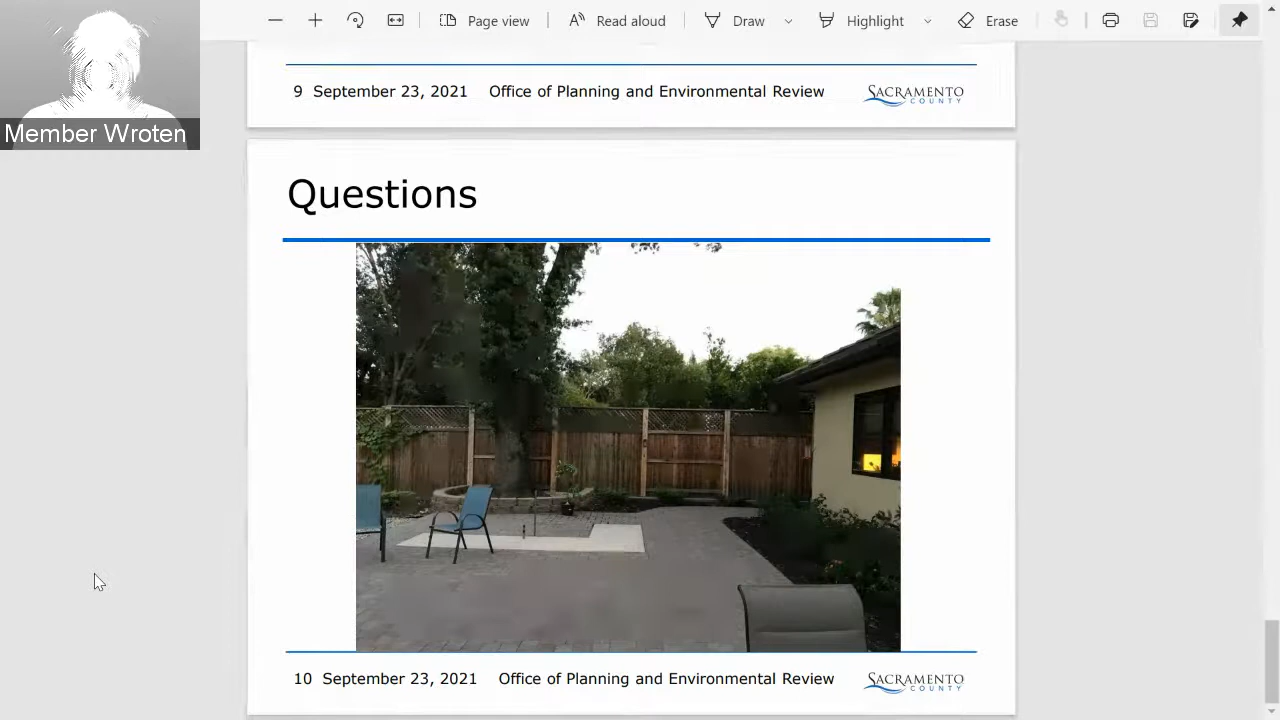 Page view
Read aloud
Draw
Highlight
Erase
Member Wroten
9 September 23, 2021 Office of Planning and Environmental Review SACRAMENTO
COUNTY
Questions
10 September 23, 2021 Office of Planning and Environmental Review SACRAMENTO
COUNTY